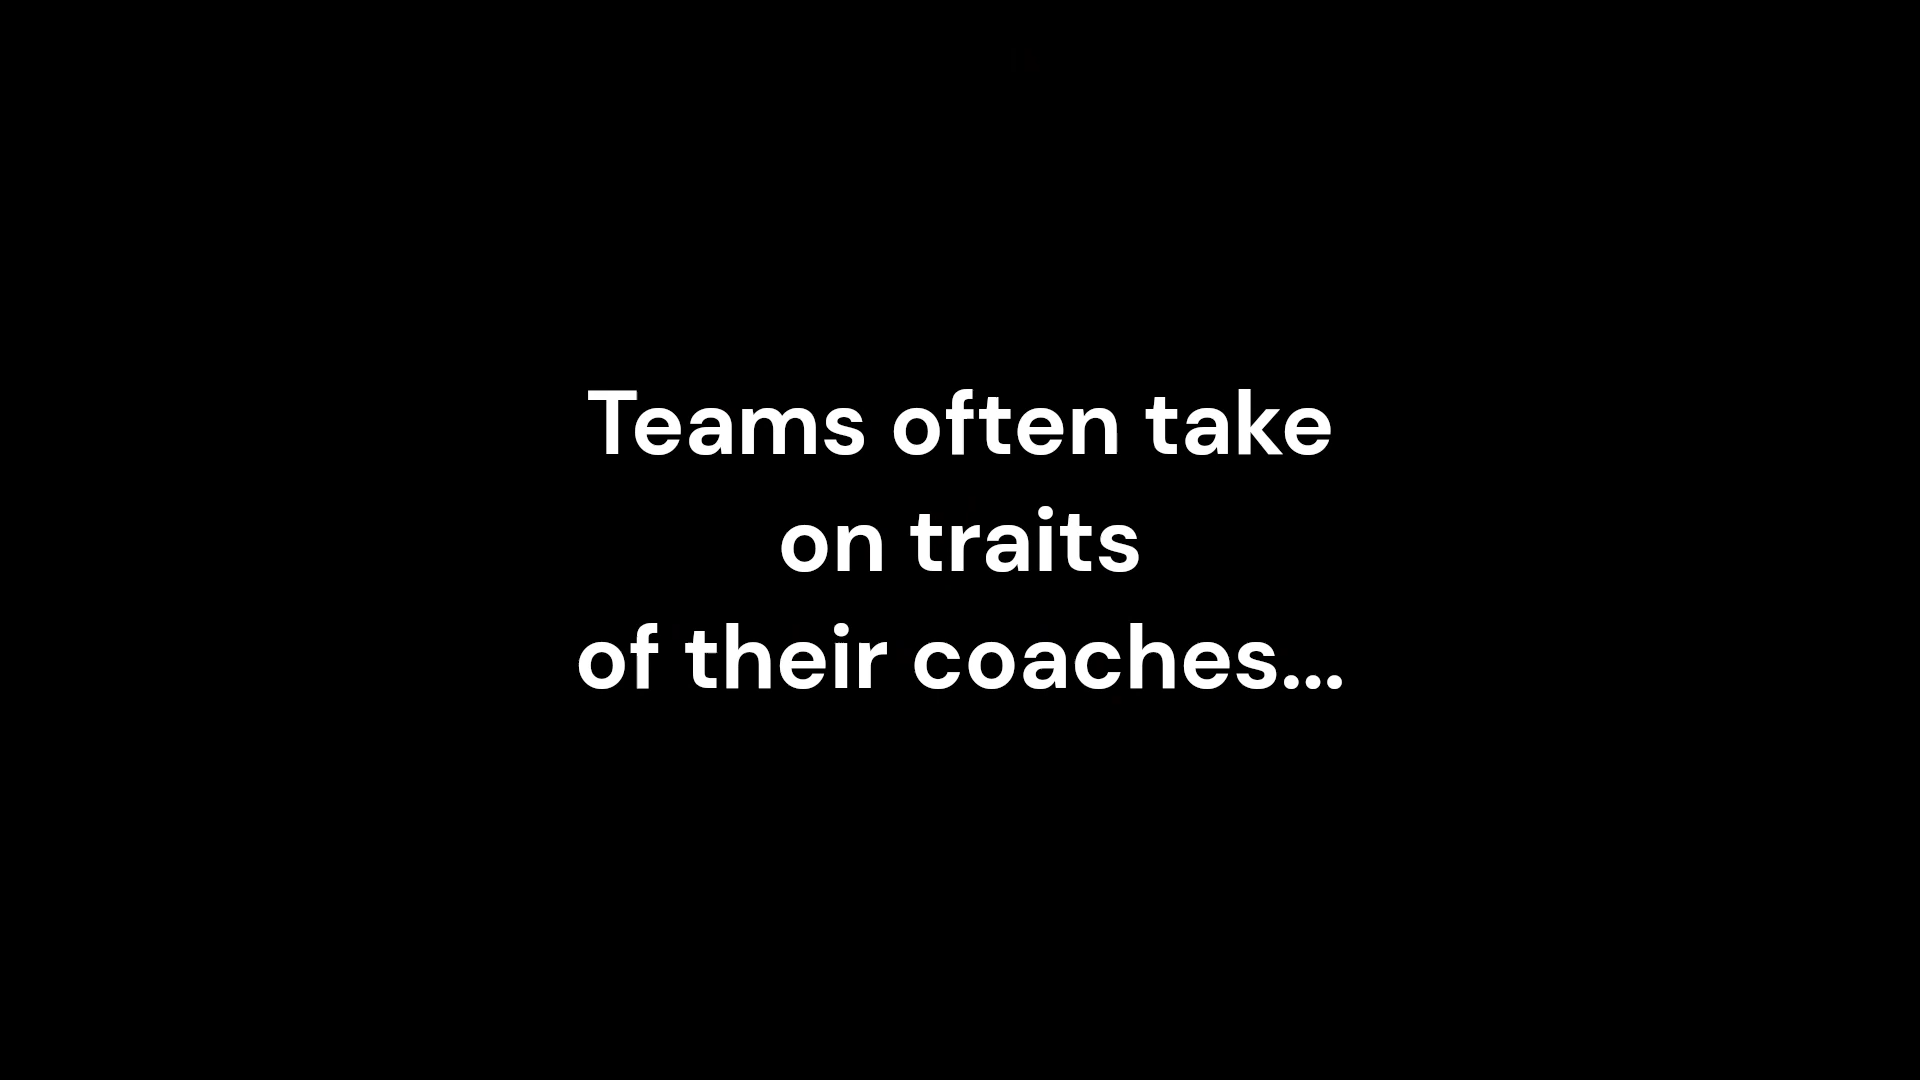 Teams often take
on traits
of their coaches...